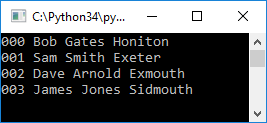 C:\Python34\py...
000 Bob Gates Honiton
001 Sam Smith Exeter
002 Dave Arnold Exmouth
003 James Jones Sidmouth